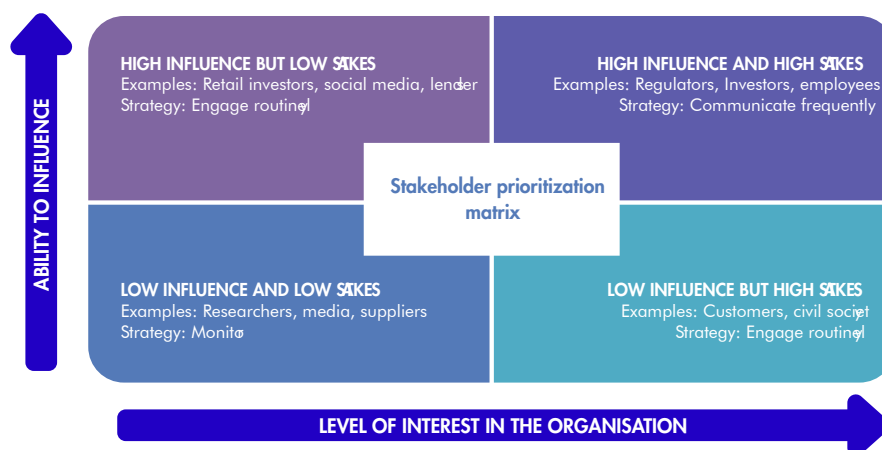 HIGH INFLUENCE BUT LOW STAKES
Examples: Retail investors, social media, lenders
Strategy: Engage routinely
HIGH INFLUENCE AND HIGH STAKES
Examples: Regulators, Investors, employees
Strategy: Communicate frequently
ABILITY TO INFLUENCE
Stakeholder prioritization
matrix
LOW INFLUENCE AND LOW STAKES
Examples: Researchers, media, suppliers
Strategy: Monitor
LOW INFLUENCE BUT HIGH STAKES
Examples: Customers, civil society
Strategy: Engage routinely
LEVEL OF INTEREST IN THE ORGANISATION